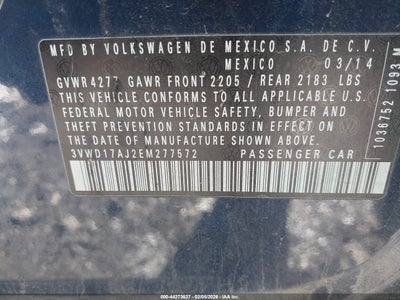 MFD. BY VOLKSWAGEN DE MEXICO S.A. DE C.V.
MEXICO 03/14
GVWR 4277 GAWR FRONT 2205 / REAR 2183 LBS
THIS VEHICLE CONFORMS TO ALL APPLICABLE U.S.
FEDERAL MOTOR VEHICLE SAFETY, BUMPER AND
THEFT PREVENTION STANDARDS IN EFFECT ON
THE DATE OF MANUFACTURE SHOWN ABOVE.
3VWD17AJ2EM277572 PASSENGER CAR
1036752 1093 M
800-44273637 - 02/05/2026 - IAA Inc.